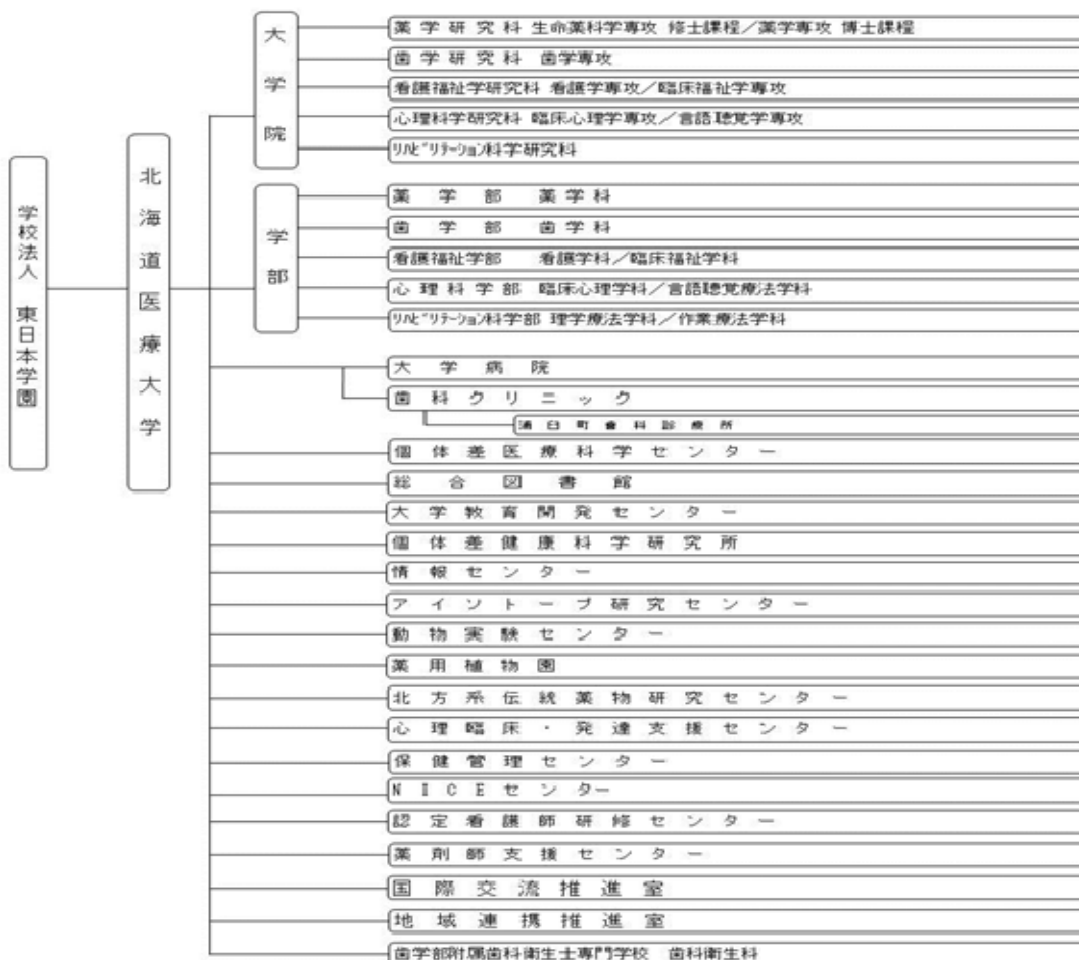 学校法人 東日本学園
北海道医療大学
大学院
薬学研究科 生命薬科学専攻 修士課程／薬学専攻 博士課程
歯学研究科 歯学専攻
看護福祉学研究科 看護学専攻／臨床福祉学専攻
心理科学研究科 臨床心理学専攻／言語聴覚学専攻
ﾘﾊﾋﾞﾘﾃｰｼｮﾝ科学研究科
学部
薬学部 薬学科
歯学部 歯学科
看護福祉学部 看護学科／臨床福祉学科
心理科学部 臨床心理学科／言語聴覚療法学科
ﾘﾊﾋﾞﾘﾃｰｼｮﾝ科学部 理学療法学科／作業療法学科
大学病院
歯科クリニック
浦臼町歯科診療所
個体差医療科学センター
総合図書館
大学教育開発センター
個体差健康科学研究所
情報センター
アイソトープ研究センター
動物実験センター
薬用植物園
北方系伝統薬物研究センター
心理臨床・発達支援センター
保健管理センター
ＮＩＣＥセンター
認定看護師研修センター
薬剤師支援センター
国際交流推進室
地域連携推進室
歯学部附属歯科衛生士専門学校 歯科衛生科